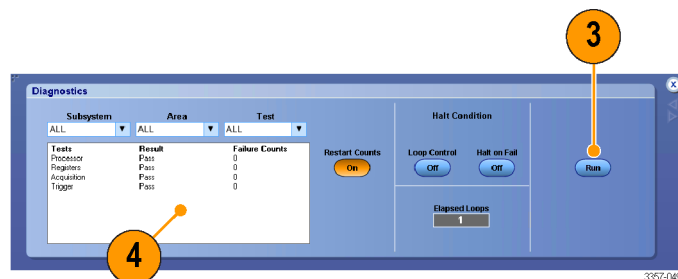 3
Diagnostics
Subsystem Area Test Halt Condition
ALL ALL ALL
Tests Result Failure Counts Restart Counts Loop Control Halt on Fail
Processor Pass 0
Registers Pass 0 On Off Off Run
Acquisition Pass 0
Trigger Pass 0
Elapsed Loops
1
4
3357-049